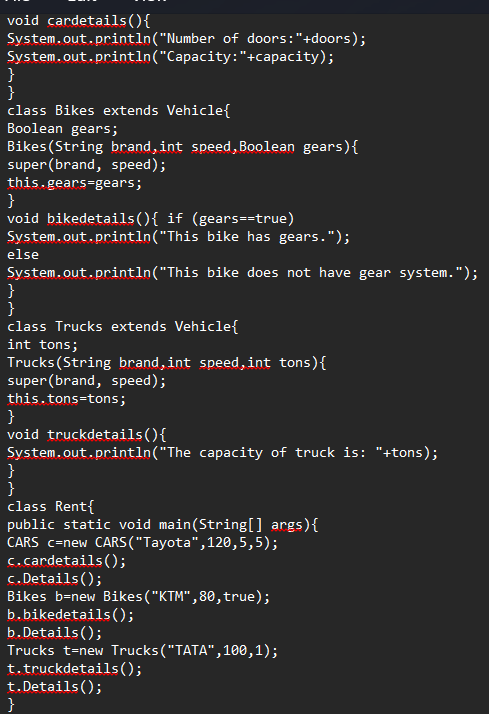 void cardetails(){
System.out.println("Number of doors:"+doors);
System.out.println("Capacity:"+capacity);
}
}
class Bikes extends Vehicle{
Boolean gears;
Bikes(String brand,int speed,Boolean gears){
super(brand, speed);
this.gears=gears;
}
void bikedetails(){ if (gears==true)
System.out.println("This bike has gears.");
else
System.out.println("This bike does not have gear system.");
}
}
class Trucks extends Vehicle{
int tons;
Trucks(String brand,int speed,int tons){
super(brand, speed);
this.tons=tons;
}
void truckdetails(){
System.out.println("The capacity of truck is: "+tons);
}
}
class Rent{
public static void main(String[] args){
CARS c=new CARS("Tayota",120,5,5);
c.cardetails();
c.Details();
Bikes b=new Bikes("KTM",80,true);
b.bikedetails();
b.Details();
Trucks t=new Trucks("TATA",100,1);
t.truckdetails();
t.Details();
}